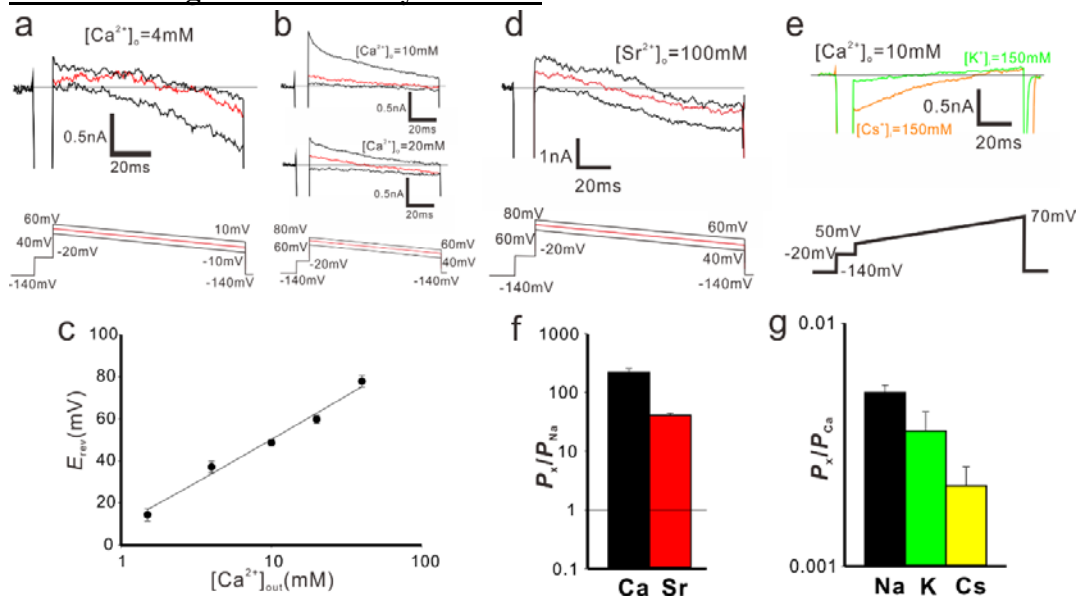 a
[Ca²⁺]ₒ=4mM
0.5nA
20ms
60mV
40mV
-20mV
-140mV
10mV
-10mV
-140mV
b
[Ca²⁺]ₒ=10mM
0.5nA
20ms
[Ca²⁺]ₒ=20mM
0.5nA
20ms
80mV
60mV
-20mV
-140mV
60mV
40mV
-140mV
d
[Sr²⁺]ₒ=100mM
1nA
20ms
80mV
60mV
-20mV
-140mV
60mV
40mV
-140mV
e
[Ca²⁺]ₒ=10mM
[K⁺]ᵢ=150mM
0.5nA
20ms
[Cs⁺]ᵢ=150mM
50mV
-20mV
-140mV
70mV
c
Erev(mV)
100
80
60
40
20
0
1
10
100
[Ca²⁺]out(mM)
f
Px/PNa
1000
100
10
1
0.1
Ca Sr
g
Px/PCa
0.01
0.001
Na K Cs